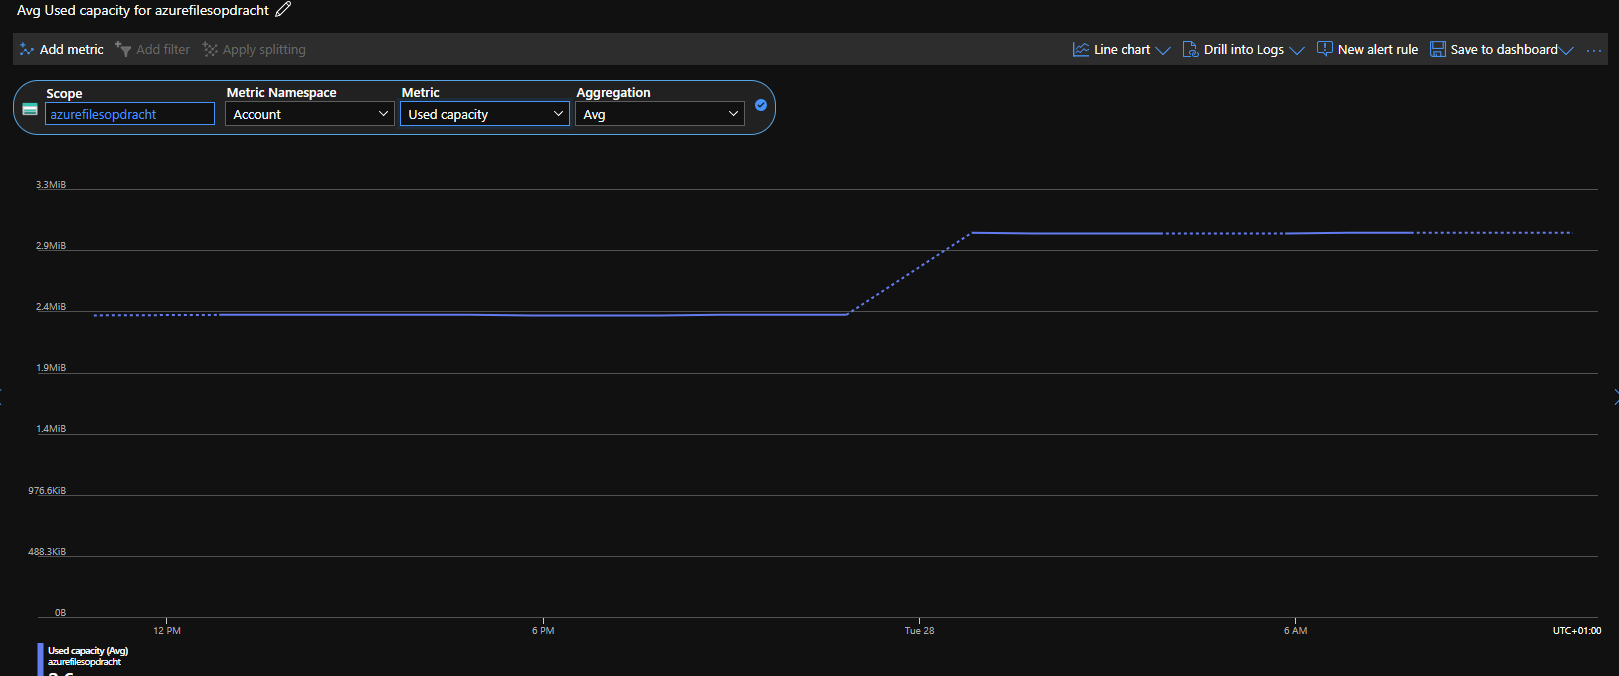 Avg Used capacity for azurefilesopdracht
Add metric Add filter Apply splitting Line chart Drill into Logs New alert rule Save to dashboard ...
Scope Metric Namespace Metric Aggregation
azurefilesopdracht Account Used capacity Avg
3.3MiB
2.9MiB
2.4MiB
1.9MiB
1.4MiB
976.6KiB
488.3KiB
0B
12 PM 6 PM Tue 28 6 AM UTC+01:00
Used capacity (Avg)
azurefilesopdracht